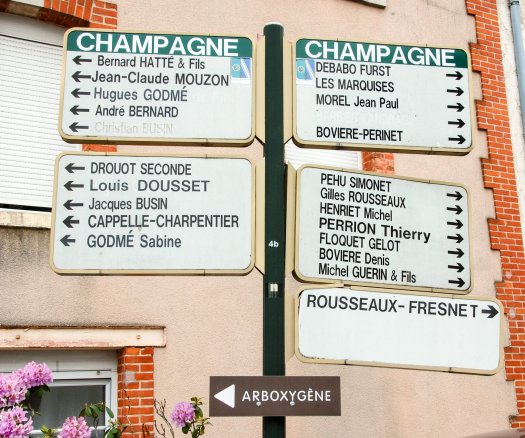 CHAMPAGNE
Bernard HATTÉ & Fils
Jean-Claude MOUZON
Hugues GODMÉ
André BERNARD
Christian BUSIN
DROUOT SECONDE
Louis DOUSSET
Jacques BUSIN
CAPPELLE-CHARPENTIER
GODMÉ Sabine
CHAMPAGNE
DEBABO FURST
LES MARQUISES
MOREL Jean Paul
BOVIERE-PERINET
PEHU SIMONET
Gilles ROUSSEAUX
HENRIET Michel
PERRION Thierry
FLOQUET GELOT
BOVIERE Denis
Michel GUERIN & Fils
ROUSSEAUX-FRESNET
4b
ARBOXYGÈNE